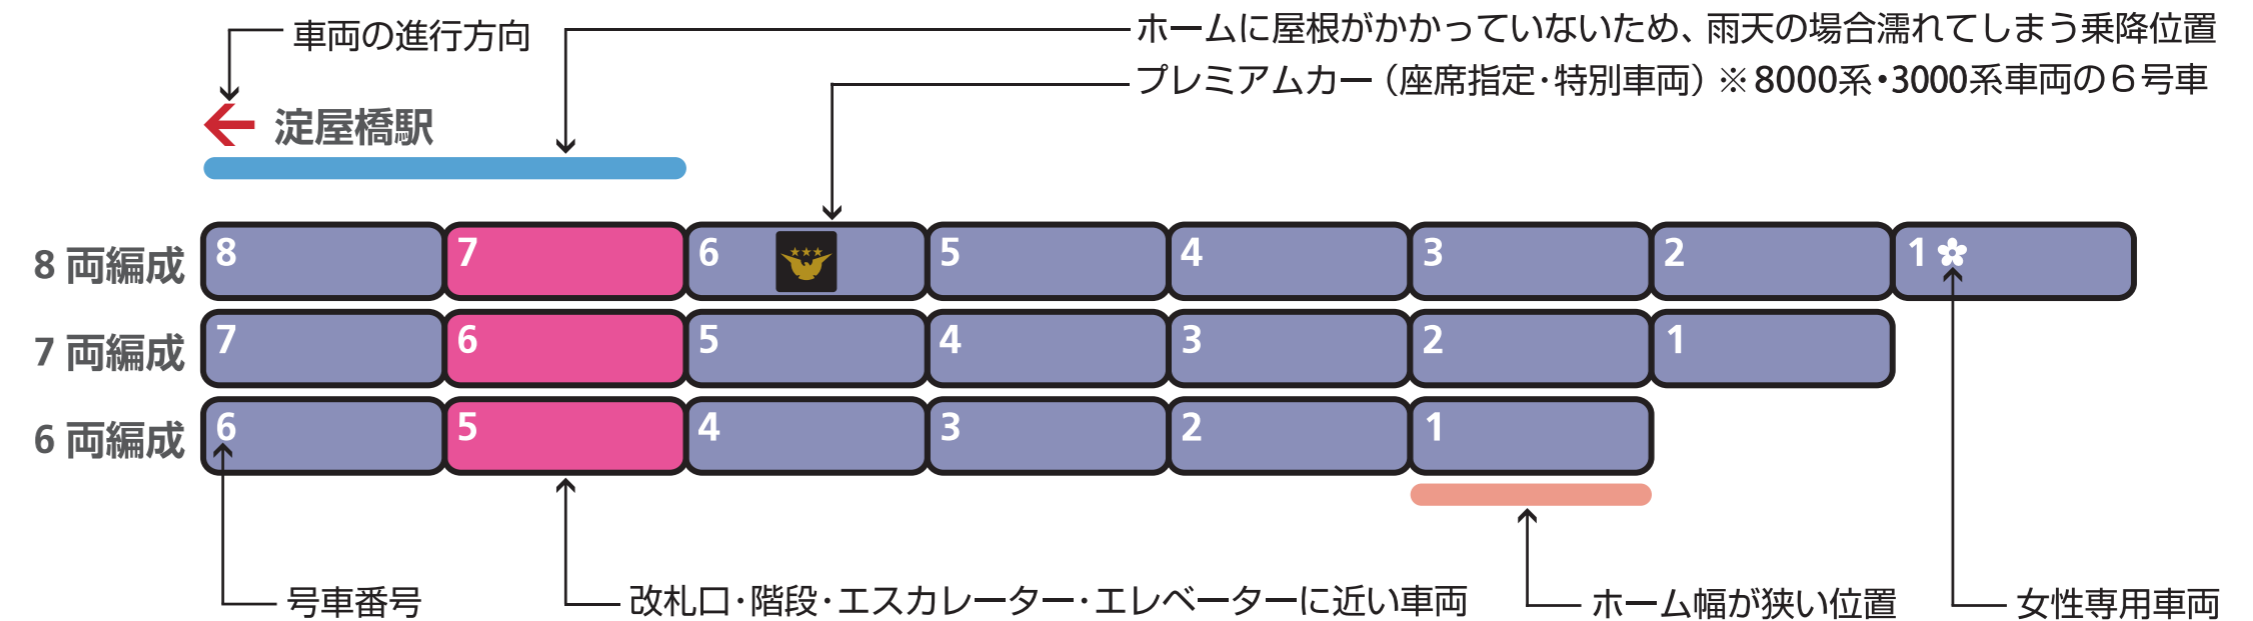 車両の進行方向
ホームに屋根がかかっていないため、雨天の場合濡れてしまう乗降位置
プレミアムカー（座席指定・特別車両）※8000系・3000系車両の６号車
淀屋橋駅
8 両編成 8 7 6 5 4 3 2 1
7 両編成 7 6 5 4 3 2 1
6 両編成 6 5 4 3 2 1
号車番号
改札口・階段・エスカレーター・エレベーターに近い車両
ホーム幅が狭い位置
女性専用車両